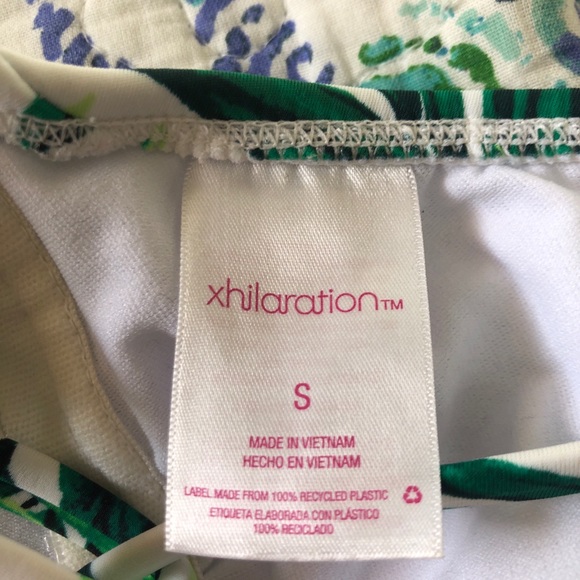 xhilaration™
S
MADE IN VIETNAM
HECHO EN VIETNAM
LABEL MADE FROM 100% RECYCLED PLASTIC
ETIQUETA ELABORADA CON PLÁSTICO
100% RECICLADO